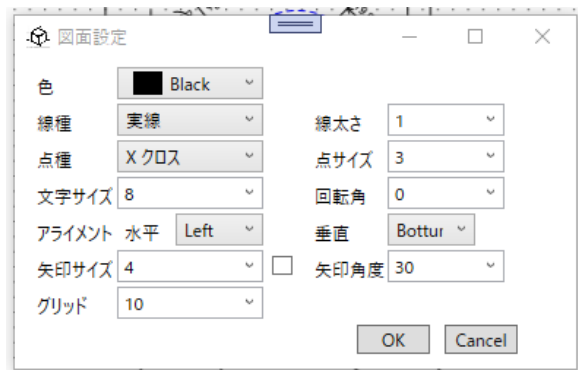 図面設定
色 Black
線種 実線 線太さ 1
点種 X クロス 点サイズ 3
文字サイズ 8 回転角 0
アライメント 水平 Left 垂直 Bottur
矢印サイズ 4 矢印角度 30
グリッド 10
OK Cancel